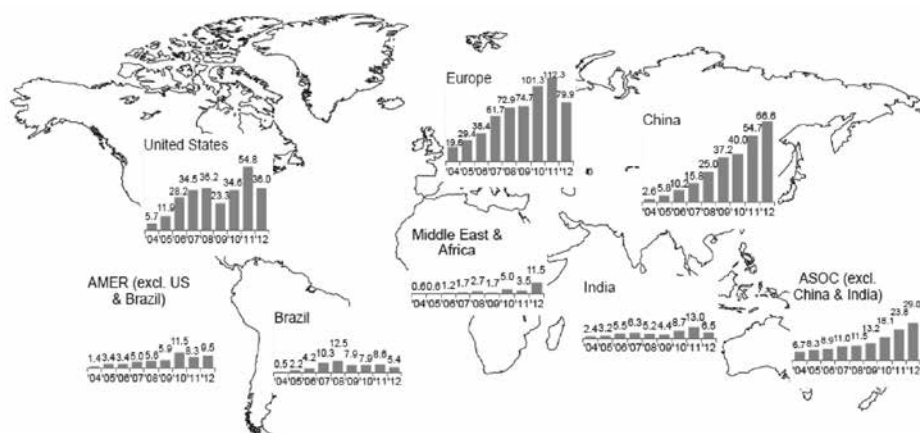 Europe
19.6 29.4 38.4 61.7 72.9 74.7 101.3 112.3 79.9
'04'05'06'07'08'09'10'11'12
China
2.6 5.8 10.2 15.8 25.0 37.2 40.0 54.7 66.6
'04'05'06'07'08'09'10'11'12
United States
5.7 11.9 28.2 34.5 36.2 23.3 34.6 54.8 36.0
'04'05'06'07'08'09'10'11'12
Middle East &
Africa
0.6 0.6 1.2 1.7 2.7 1.7 5.0 3.5 11.5
'04'05'06'07'08'09'10'11'12
AMER (excl. US
& Brazil)
1.4 3.4 3.4 5.0 5.6 5.9 11.5 8.3 9.5
'04'05'06'07'08'09'10'11'12
Brazil
0.5 2.2 4.2 10.3 12.5 7.9 7.9 8.6 5.4
'04'05'06'07'08'09'10'11'12
India
2.4 3.2 5.5 6.3 5.2 4.4 8.7 13.0 6.5
'04'05'06'07'08'09'10'11'12
ASOC (excl.
China & India)
6.7 8.3 8.9 11.0 11.5 13.2 18.1 23.8 29.0
'04'05'06'07'08'09'10'11'12